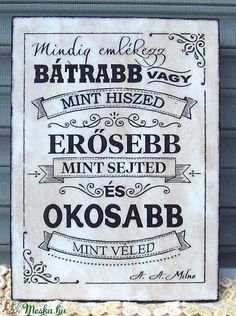 Mindig emlékezz
BÁTRABB VAGY
MINT HISZED
ERŐSEBB
MINT SEJTED
ÉS
OKOSABB
MINT VÉLED
A. A. Milne
Meska.hu